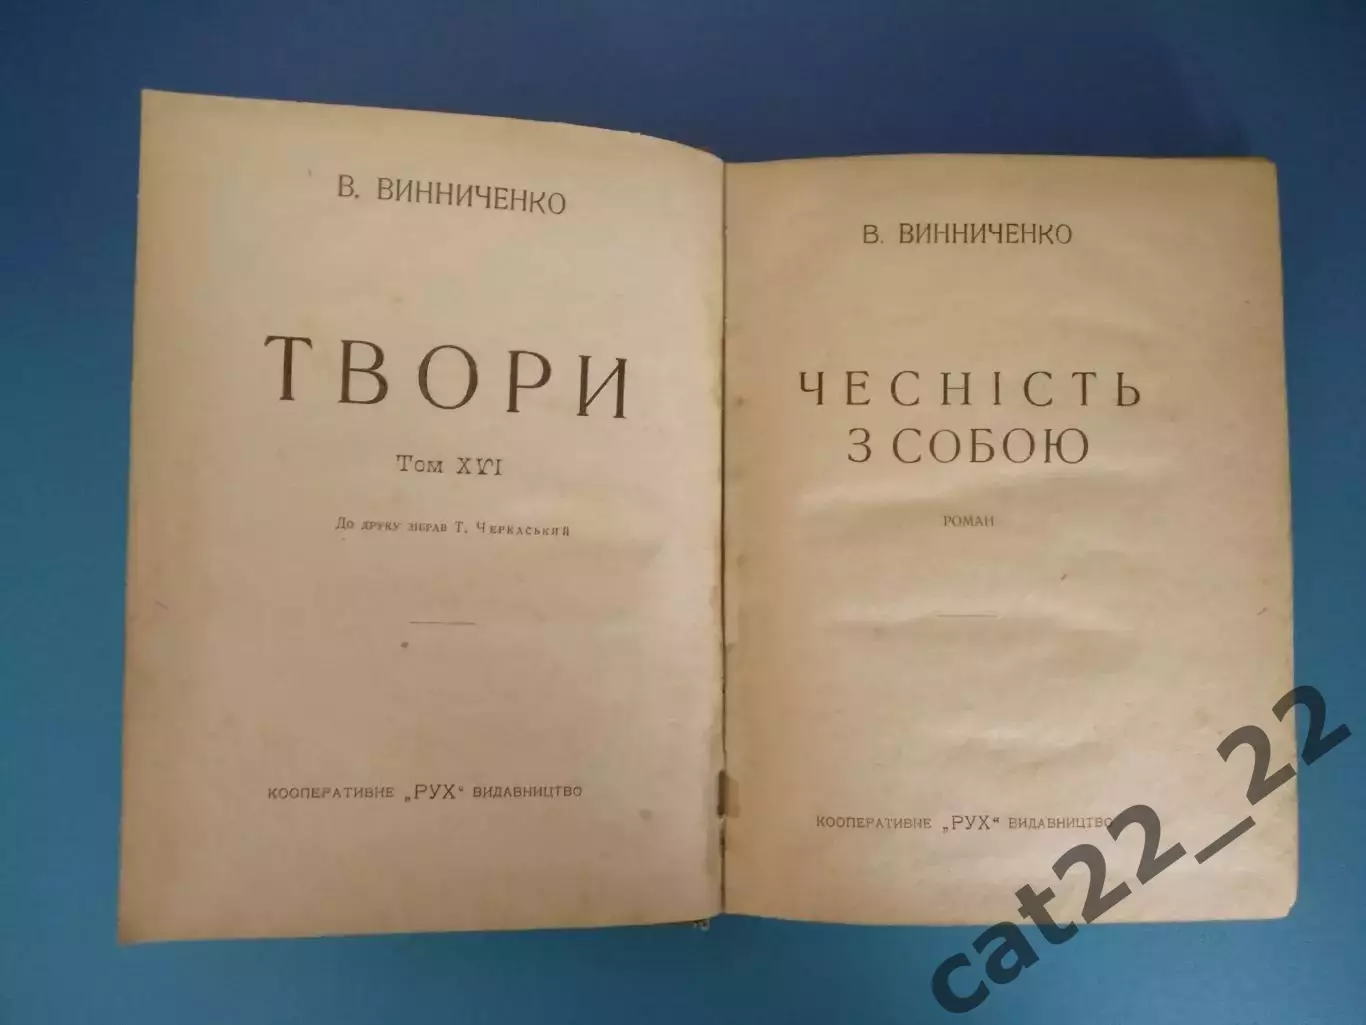 В. ВИННИЧЕНКО
ТВОРИ
Том XVI
До друку зібрав Т. Черкаський
КООПЕРАТИВНЕ „РУХ“ ВИДАВНИЦТВО
В. ВИННИЧЕНКО
ЧЕСНІСТЬ
З СОБОЮ
РОМАН
КООПЕРАТИВНЕ „РУХ“ ВИДАВНИЦТВО
cat22_22